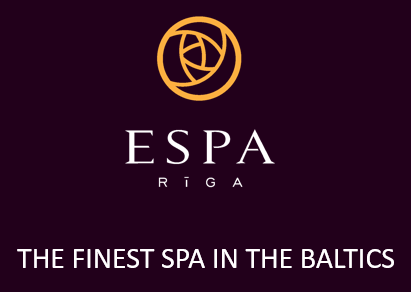 ESPA
RīGA
THE FINEST SPA IN THE BALTICS